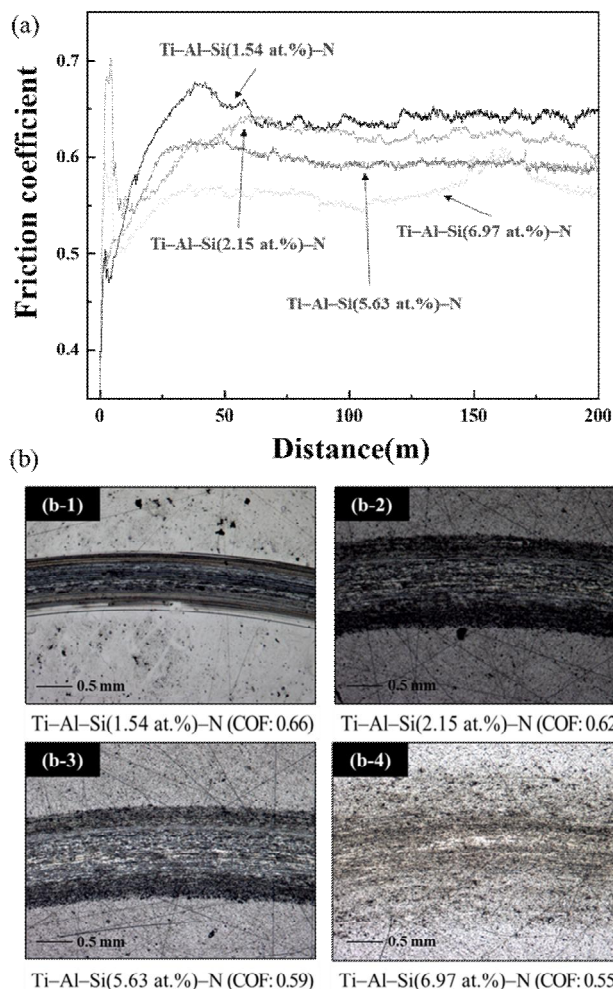 (a)
Friction coefficient
0.7
0.6
0.5
0.4
Ti–Al–Si(1.54 at.%)–N
Ti–Al–Si(2.15 at.%)–N
Ti–Al–Si(6.97 at.%)–N
Ti–Al–Si(5.63 at.%)–N
0
50
100
150
200
Distance(m)
(b)
(b-1)
0.5 mm
Ti–Al–Si(1.54 at.%)–N (COF: 0.66)
(b-2)
0.5 mm
Ti–Al–Si(2.15 at.%)–N (COF: 0.62
(b-3)
0.5 mm
Ti–Al–Si(5.63 at.%)–N (COF: 0.59)
(b-4)
0.5 mm
Ti–Al–Si(6.97 at.%)–N (COF: 0.55